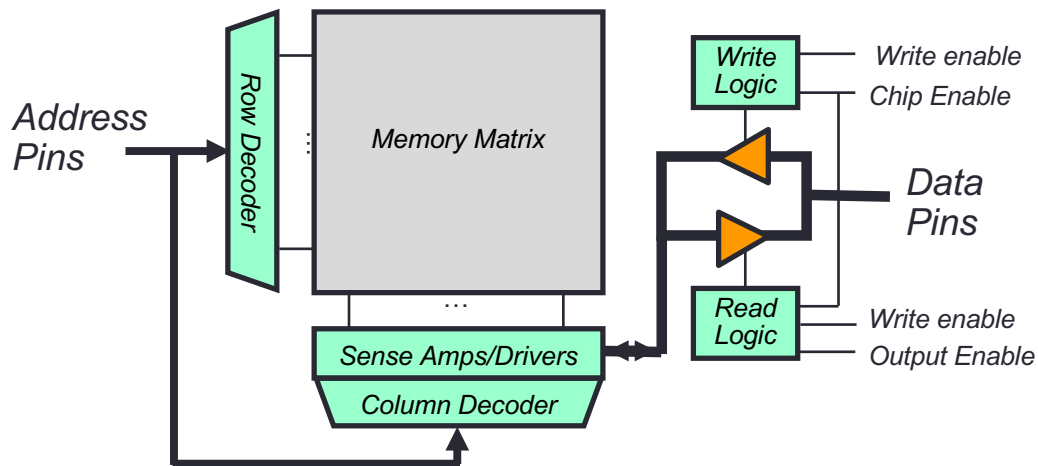 Address
Pins
Row Decoder
...
Memory Matrix
...
Sense Amps/Drivers
Column Decoder
Write
Logic
Write enable
Chip Enable
Data
Pins
Read
Logic
Write enable
Output Enable